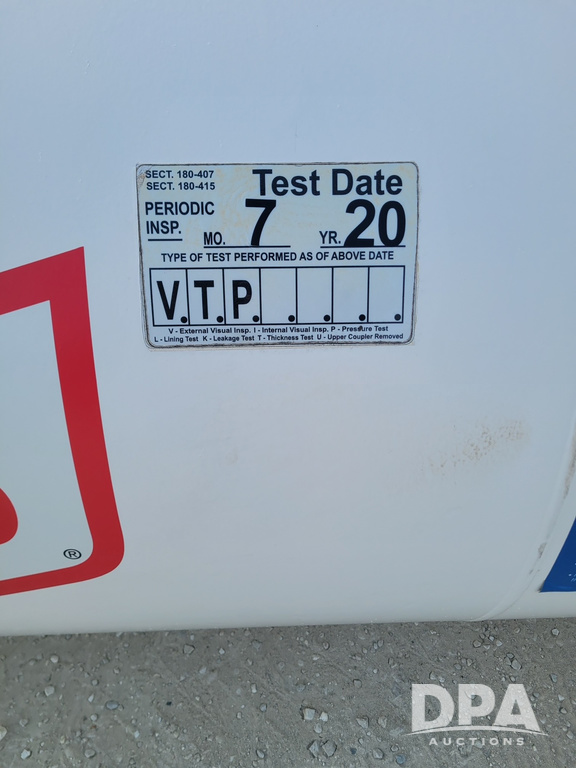 SECT. 180-407
SECT. 180-415
Test Date
PERIODIC
INSP.
MO. 7 YR. 20
TYPE OF TEST PERFORMED AS OF ABOVE DATE
V. T. P. . . . .
V - External Visual Insp. I - Internal Visual Insp. P - Pressure Test
L - Lining Test K - Leakage Test T - Thickness Test U - Upper Coupler Removed
®
DPA
AUCTIONS